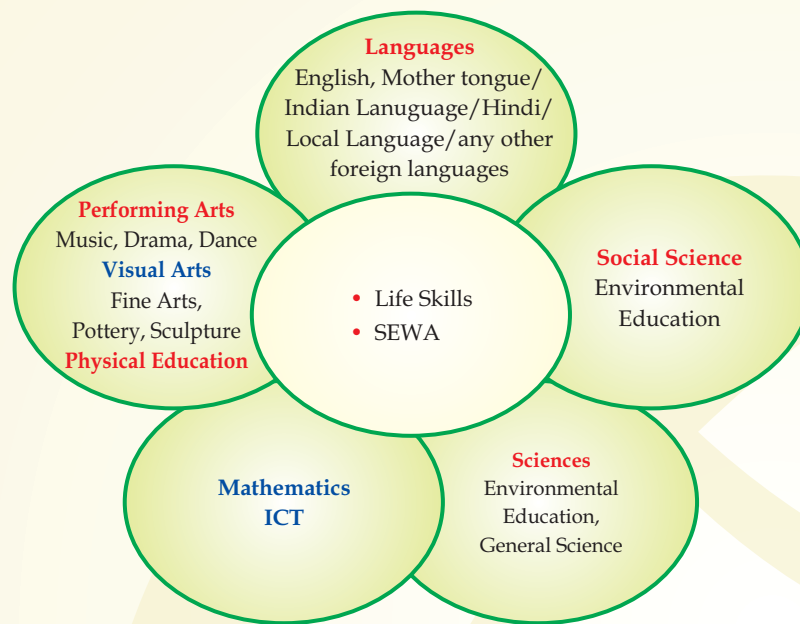 Languages
English, Mother tongue/
Indian Lanuguage/Hindi/
Local Language/any other
foreign languages
Performing Arts
Music, Drama, Dance
Visual Arts
Fine Arts,
Pottery, Sculpture
Physical Education
• Life Skills
• SEWA
Social Science
Environmental
Education
Mathematics
ICT
Sciences
Environmental
Education,
General Science